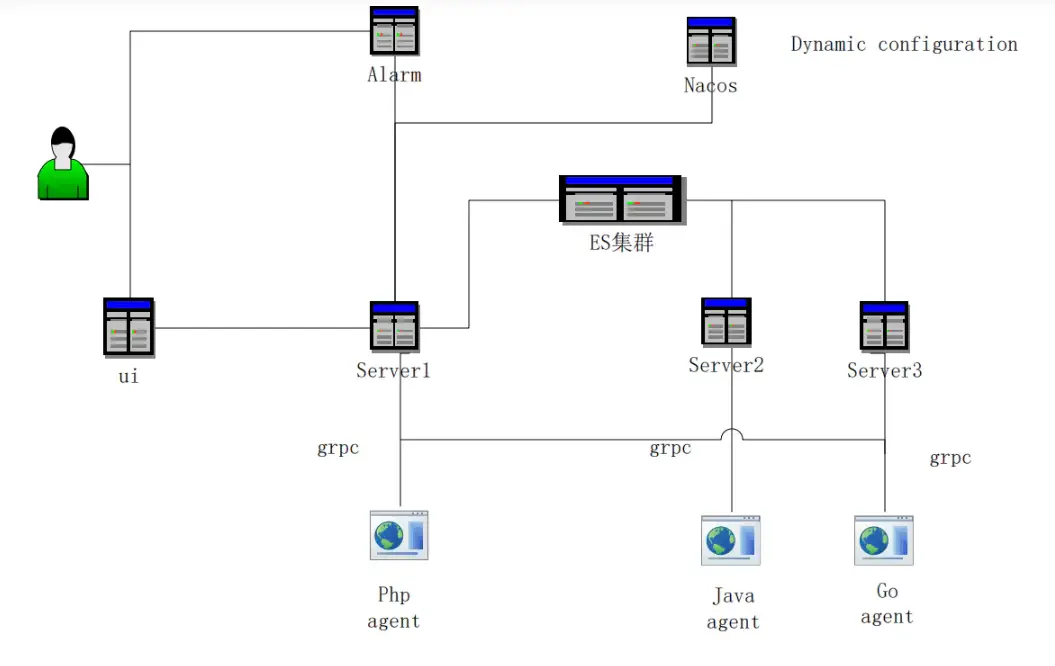 Alarm
Nacos
Dynamic configuration
ES集群
ui
Server1
Server2
Server3
grpc
grpc
grpc
Php
agent
Java
agent
Go
agent